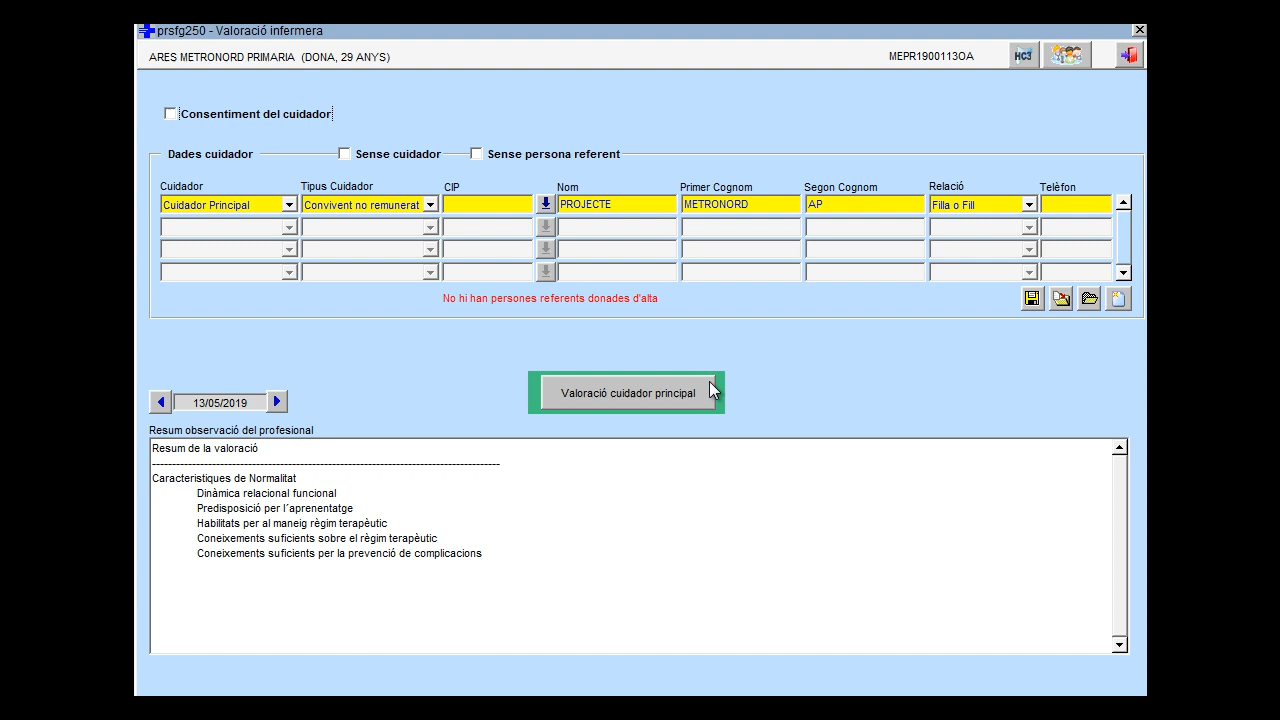 prsfg250 - Valoració infermera
ARES METRONORD PRIMARIA (DONA, 29 ANYS)
MEPR1900113OA
HC3
Consentiment del cuidador
Dades cuidador
Sense cuidador
Sense persona referent
Cuidador Tipus Cuidador CIP Nom Primer Cognom Segon Cognom Relació Telèfon
Cuidador Principal Convivent no remunerat PROJECTE METRONORD AP Filla o Fill
No hi han persones referents donades d'alta
Valoració cuidador principal
13/05/2019
Resum observació del profesional
Resum de la valoració
---------------------------------------------------------------------------------------
Caracteristiques de Normalitat
Dinàmica relacional funcional
Predisposició per l´aprenentatge
Habilitats per al maneig règim terapèutic
Coneixements suficients sobre el règim terapèutic
Coneixements suficients per la prevenció de complicacions